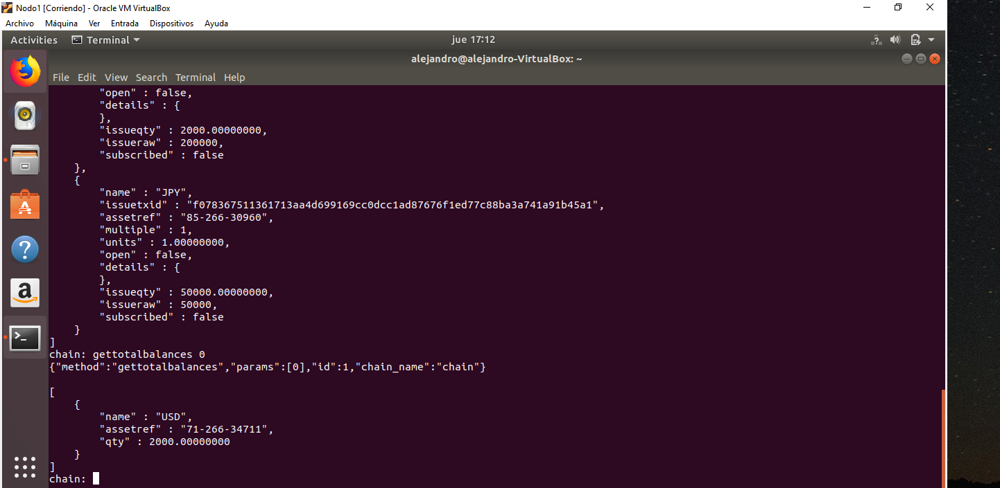 Nodo1 [Corriendo] - Oracle VM VirtualBox
Archivo Máquina Ver Entrada Dispositivos Ayuda
Activities Terminal jue 17:12
alejandro@alejandro-VirtualBox: ~
File Edit View Search Terminal Help
"open" : false,
"details" : {
},
"issueqty" : 2000.00000000,
"issueraw" : 200000,
"subscribed" : false
},
{
"name" : "JPY",
"issuetxid" : "f078367511361713aa4d699169cc0dcc1ad87676f1ed77c88ba3a741a91b45a1",
"assetref" : "85-266-30960",
"multiple" : 1,
"units" : 1.00000000,
"open" : false,
"details" : {
},
"issueqty" : 50000.00000000,
"issueraw" : 50000,
"subscribed" : false
}
]
chain: gettotalbalances 0
{"method":"gettotalbalances","params":[0],"id":1,"chain_name":"chain"}
[
{
"name" : "USD",
"assetref" : "71-266-34711",
"qty" : 2000.00000000
}
]
chain: